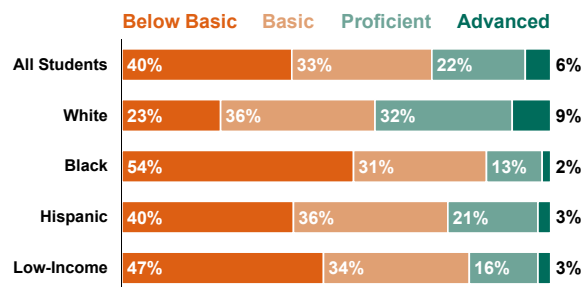 Below Basic Basic Proficient Advanced
All Students 40% 33% 22% 6%
White 23% 36% 32% 9%
Black 54% 31% 13% 2%
Hispanic 40% 36% 21% 3%
Low-Income 47% 34% 16% 3%